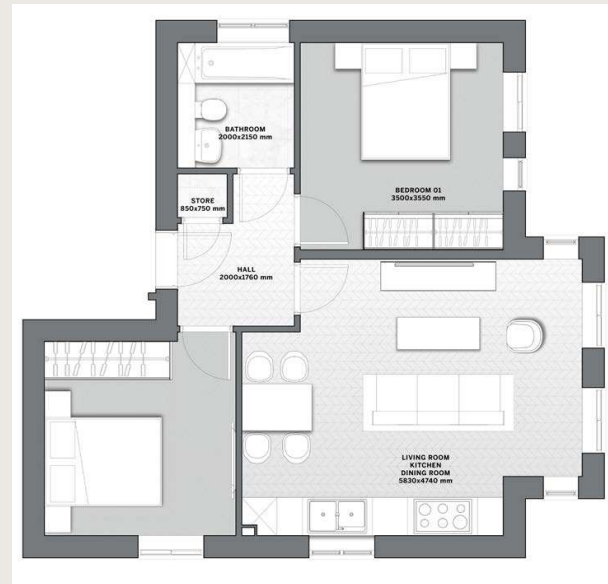 BATHROOM
2000x2150 mm
BEDROOM 01
3500x3550 mm
STORE
850x750 mm
HALL
2000x1760 mm
LIVING ROOM
KITCHEN
DINING ROOM
5830x4740 mm